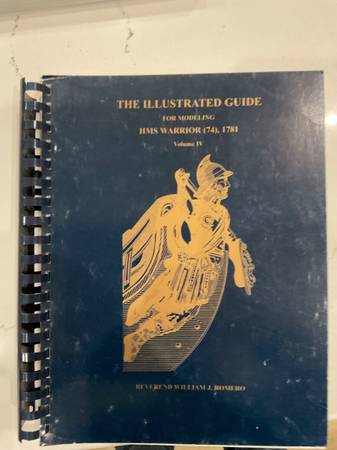 THE ILLUSTRATED GUIDE
FOR MODELING
HMS WARRIOR (74), 1781
Volume IV
REVEREND WILLIAM J. ROMERO